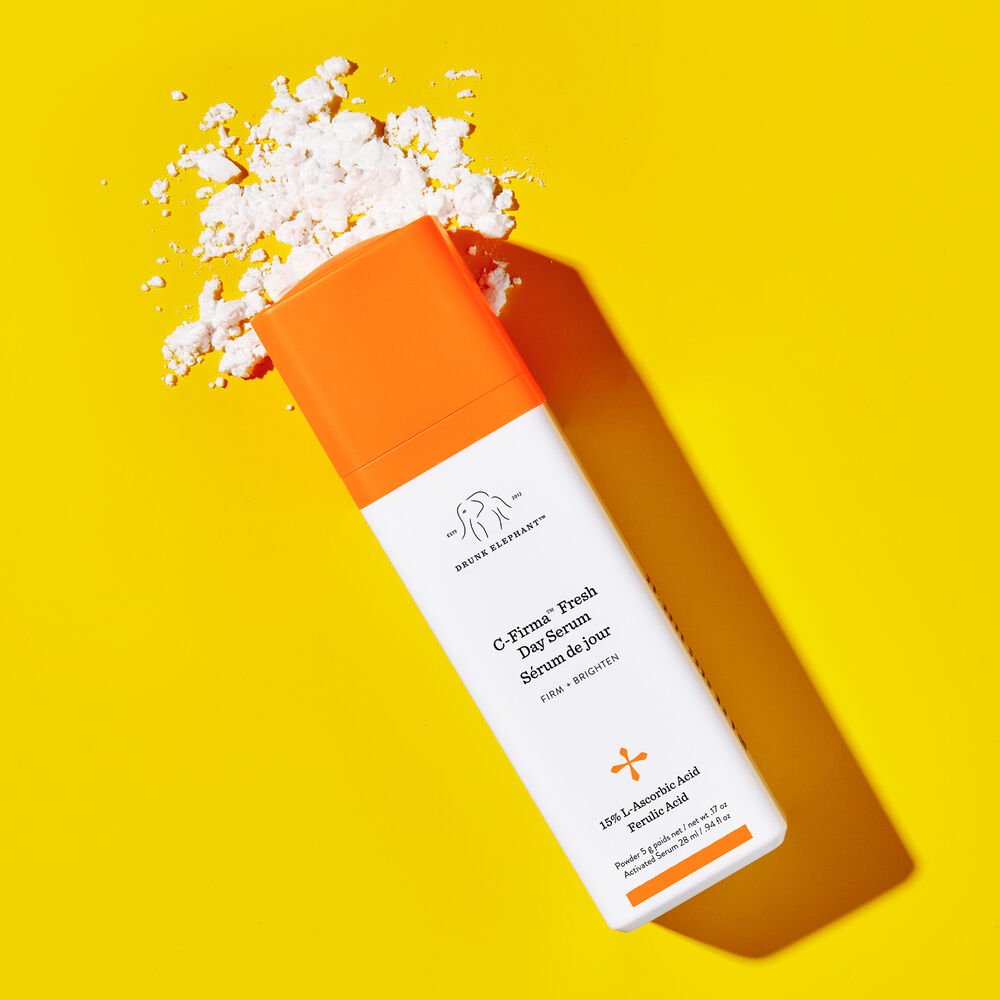 ESTD 2012
DRUNK ELEPHANT™
C-Firma™ Fresh
Day Serum
Sérum de jour
FIRM + BRIGHTEN
15% L-Ascorbic Acid
Ferulic Acid
Powder 5 g poids net / net wt .17 oz
Activated Serum 28 ml / .94 fl oz